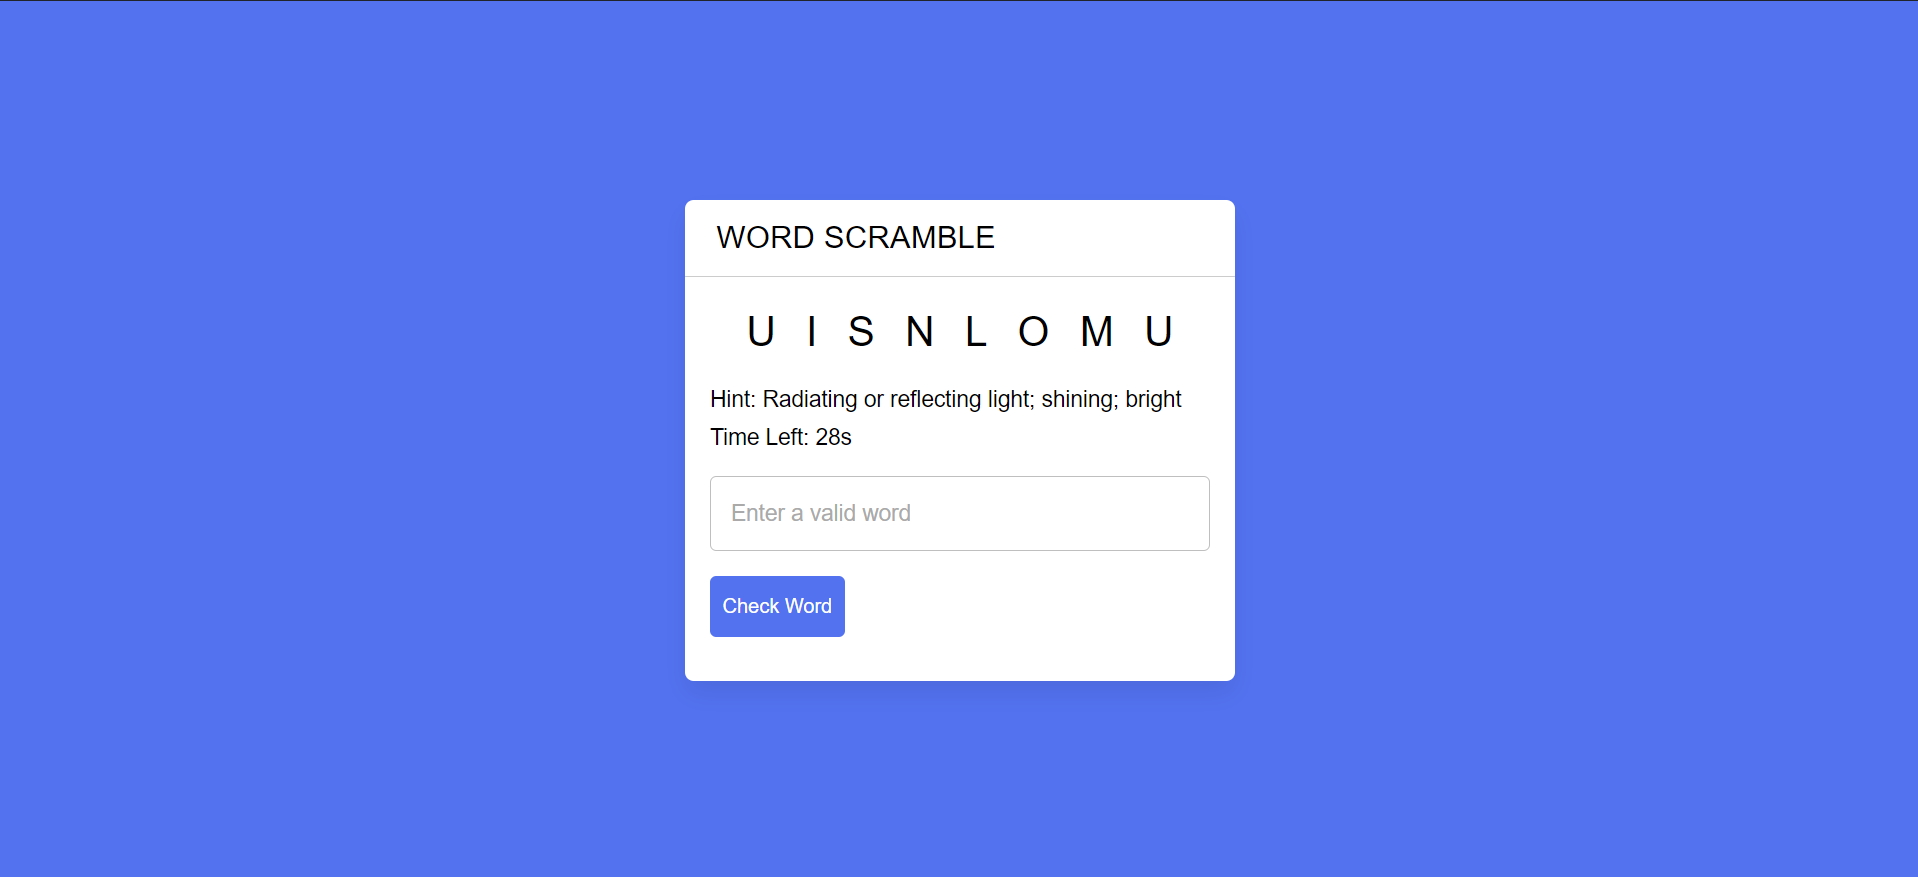 WORD SCRAMBLE
U I S N L O M U
Hint: Radiating or reflecting light; shining; bright
Time Left: 28s
Enter a valid word
Check Word